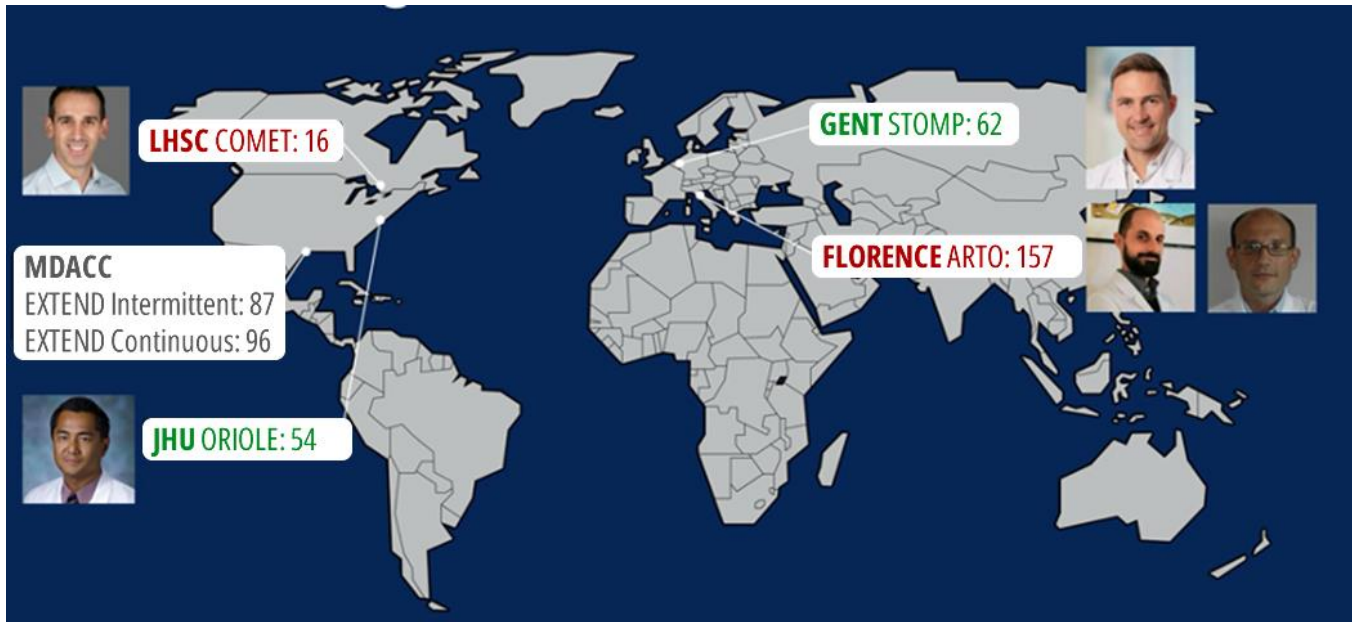 LHSC COMET: 16
GENT STOMP: 62
MDACC
EXTEND Intermittent: 87
EXTEND Continuous: 96
FLORENCE ARTO: 157
JHU ORIOLE: 54